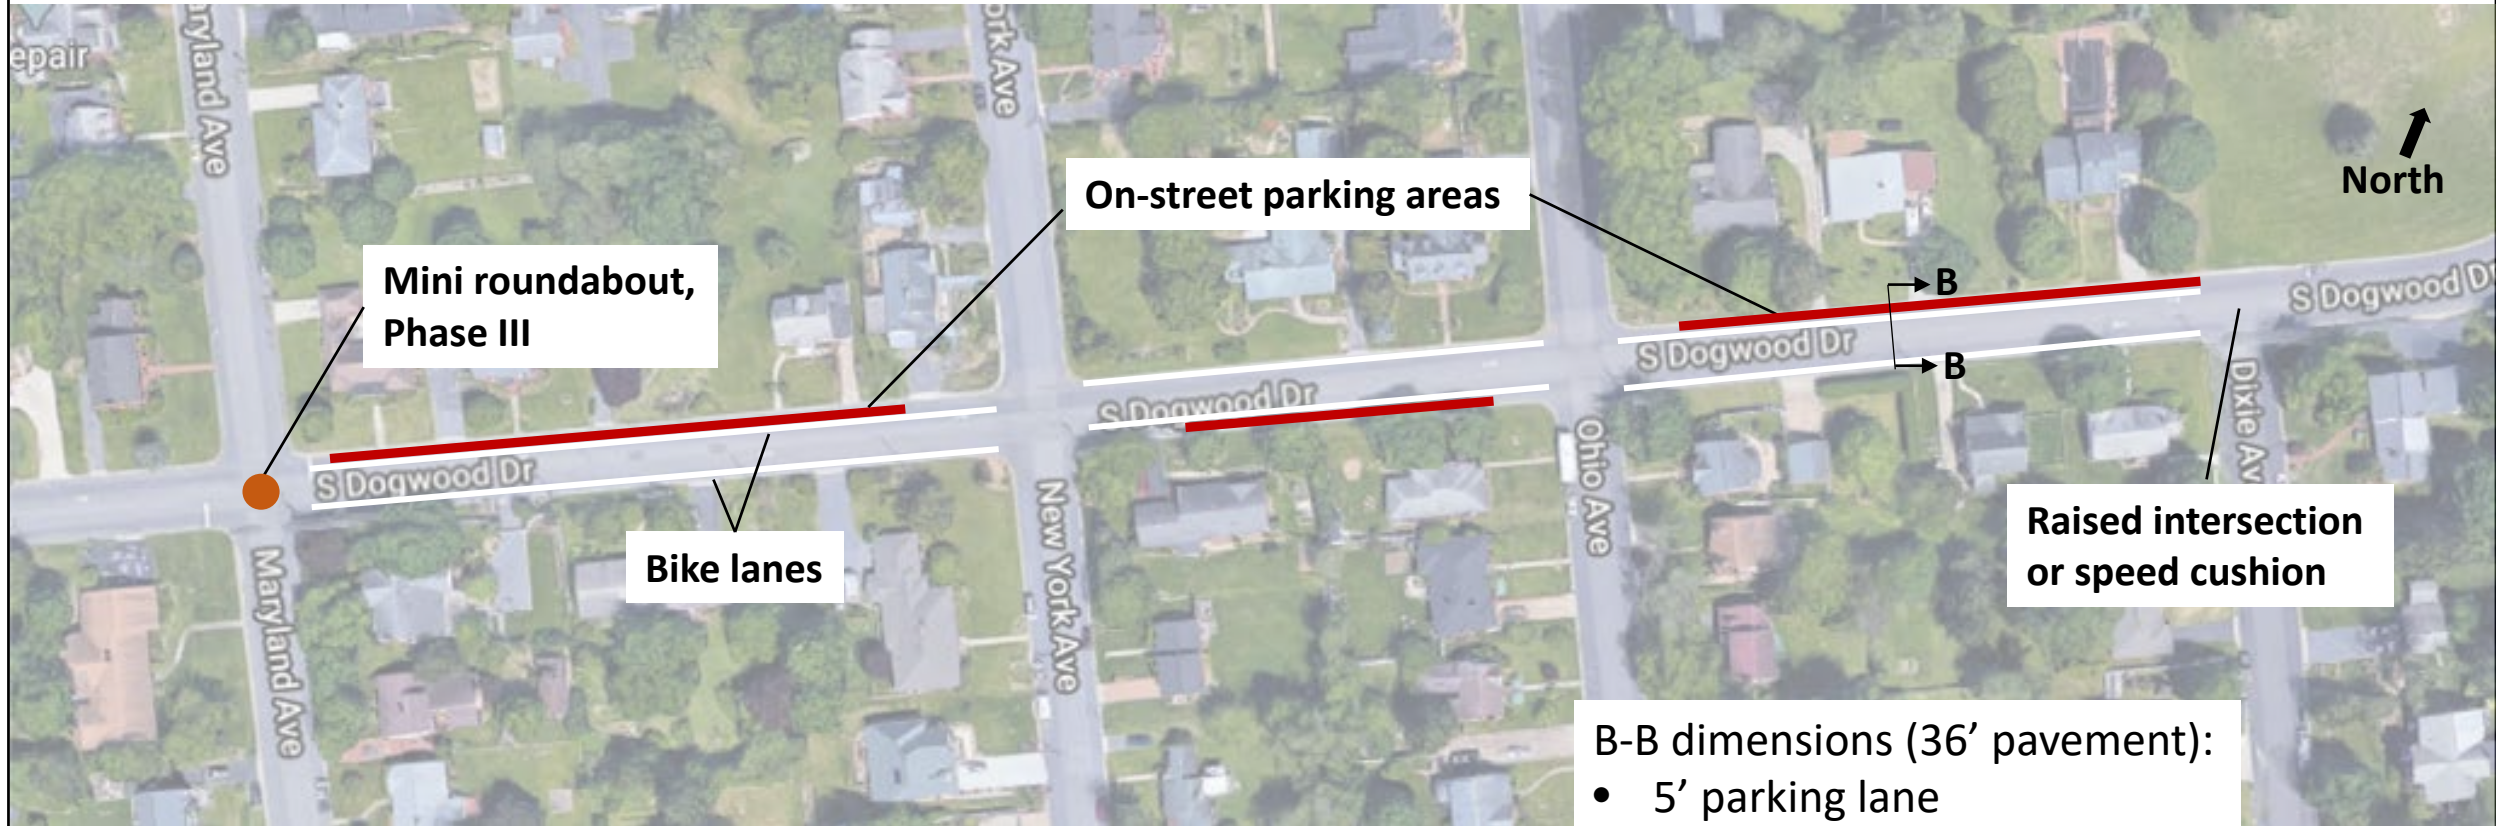 epair
aryland Ave
ork Ave
North
On-street parking areas
Mini roundabout,
Phase III
B
S Dogwood Dr
S Dogwood Dr
B
S Dogwood Dr
S Dogwood Dr
Dixie Av
Ohio Ave
New York Ave
Maryland Ave
Bike lanes
Raised intersection
or speed cushion
B-B dimensions (36’ pavement):
• 5’ parking lane